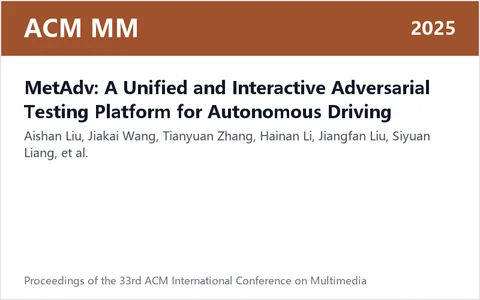 ACM MM
2025
MetAdv: A Unified and Interactive Adversarial
Testing Platform for Autonomous Driving
Aishan Liu, Jiakai Wang, Tianyuan Zhang, Hainan Li, Jiangfan Liu, Siyuan
Liang, et al.
Proceedings of the 33rd ACM International Conference on Multimedia